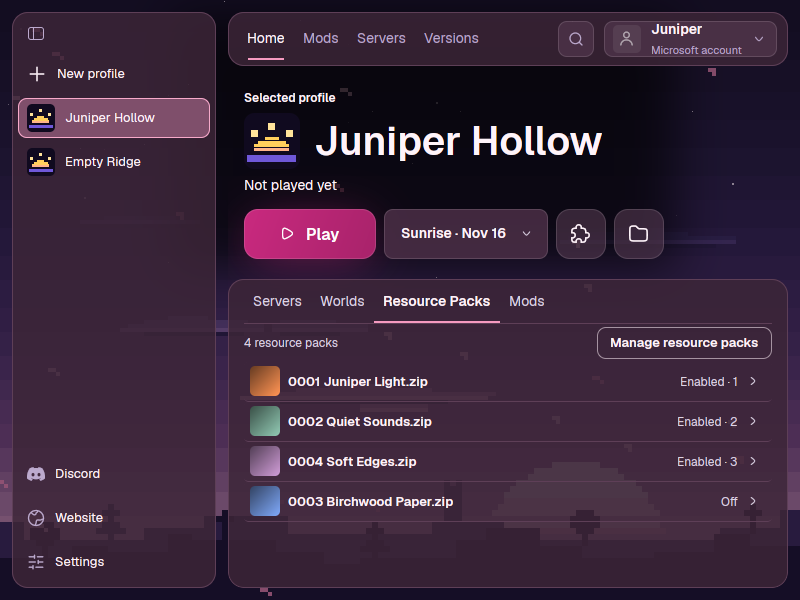 New profile
Juniper Hollow
Empty Ridge
Discord
Website
Settings
Home Mods Servers Versions
Juniper
Microsoft account
Selected profile
Juniper Hollow
Not played yet
Play
Sunrise · Nov 16
Servers Worlds Resource Packs Mods
4 resource packs
Manage resource packs
0001 Juniper Light.zip Enabled · 1
0002 Quiet Sounds.zip Enabled · 2
0004 Soft Edges.zip Enabled · 3
0003 Birchwood Paper.zip Off